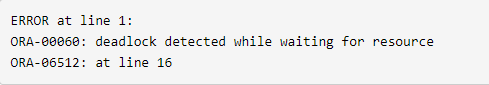 ERROR at line 1:
ORA-00060: deadlock detected while waiting for resource
ORA-06512: at line 16